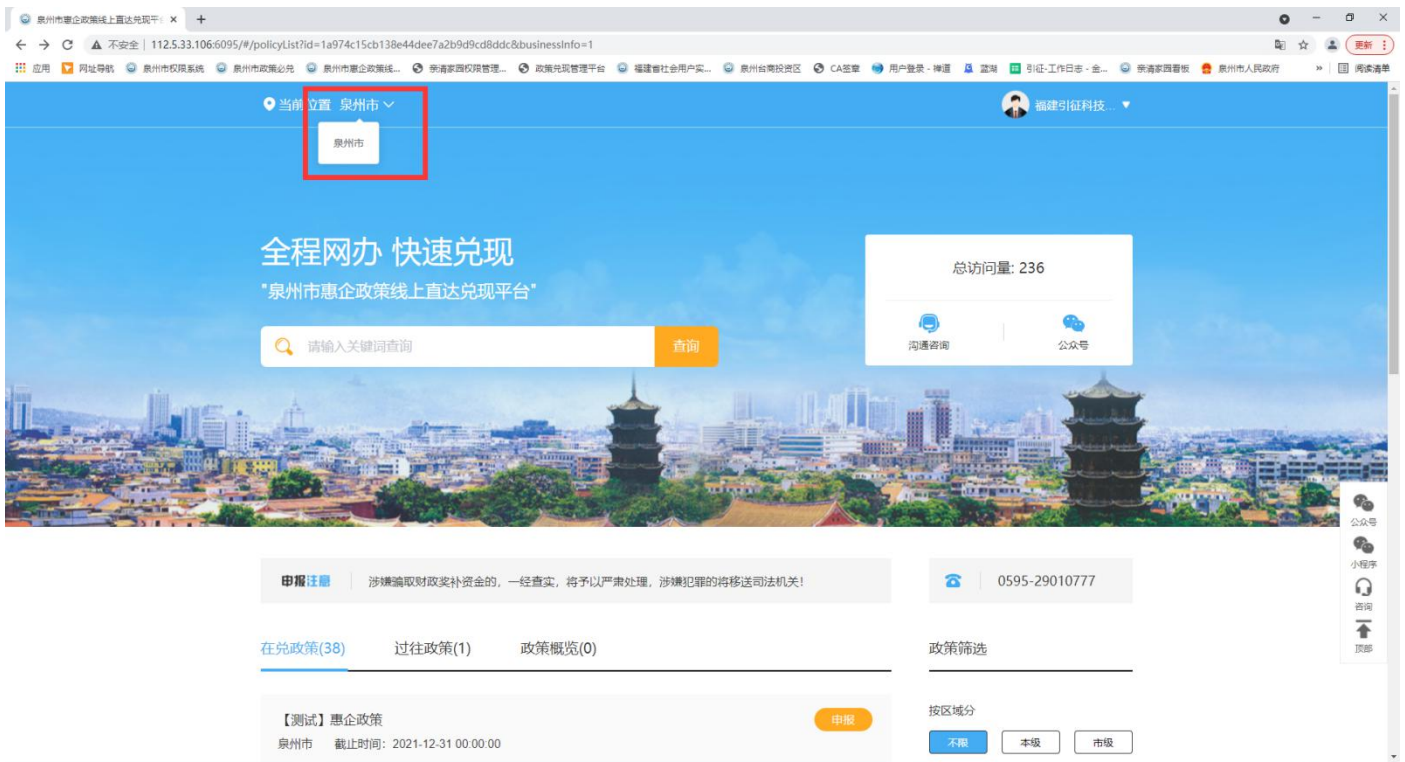 泉州市惠企政策线上直达兑现平
不安全 | 112.5.33.106:6095/#/policyList?id=1a974c15cb138e44dee7a2b9d9cd8ddc&businessInfo=1
更新
应用 网址导航 泉州市权限系统 泉州市政策必兑 泉州市惠企政策线... 亲清家园权限管理... 政策兑现管理平台 福建省社会用户实... 泉州台商投资区 CA签章 用户登录 - 禅道 蓝湖 引征-工作日志 - 金... 亲清家园看板 泉州市人民政府 » 阅读清单
当前位置 泉州市
福建引征科技...
泉州市
全程网办 快速兑现
"泉州市惠企政策线上直达兑现平台"
请输入关键词查询
查询
总访问量: 236
沟通咨询
公众号
公众号
小程序
咨询
顶部
申报注意
涉嫌骗取财政奖补资金的，一经查实，将予以严肃处理，涉嫌犯罪的将移送司法机关！
0595-29010777
在兑政策(38) 过往政策(1) 政策概览(0)
政策筛选
【测试】惠企政策
申报
泉州市 截止时间：2021-12-31 00:00:00
按区域分
不限 本级 市级